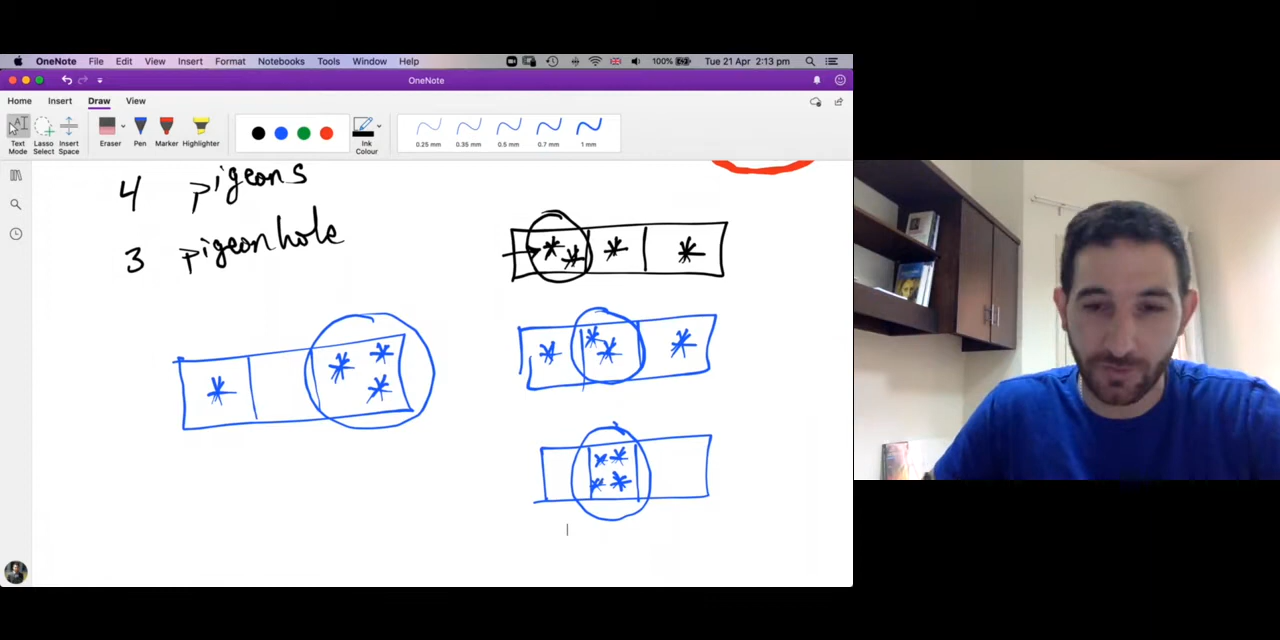 OneNote File Edit View Insert Format Notebooks Tools Window Help 100% Tue 21 Apr 2:13 pm
OneNote
Home Insert Draw View
Text Mode
Lasso Select
Insert Space
Eraser
Pen
Marker
Highlighter
Ink Colour
0.25 mm
0.35 mm
0.5 mm
0.7 mm
1 mm
4 pigeons
3 pigeonhole